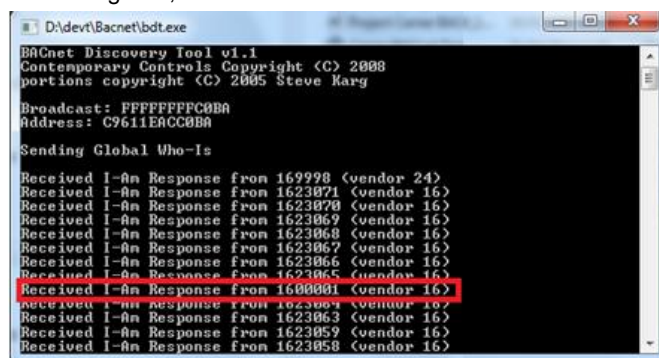 D:\devt\Bacnet\bdt.exe
BACnet Discovery Tool v1.1
Contemporary Controls Copyright (C) 2008
portions copyright (C) 2005 Steve Karg
Broadcast: FFFFFFFFC0BA
Address: C9611EACC0BA
Sending Global Who-Is
Received I-Am Response from 169998 (vendor 24)
Received I-Am Response from 1623071 (vendor 16)
Received I-Am Response from 1623070 (vendor 16)
Received I-Am Response from 1623069 (vendor 16)
Received I-Am Response from 1623068 (vendor 16)
Received I-Am Response from 1623067 (vendor 16)
Received I-Am Response from 1623066 (vendor 16)
Received I-Am Response from 1623065 (vendor 16)
Received I-Am Response from 1600001 (vendor 16)
Received I-Am Response from 1623064 (vendor 16)
Received I-Am Response from 1623063 (vendor 16)
Received I-Am Response from 1623059 (vendor 16)
Received I-Am Response from 1623058 (vendor 16)